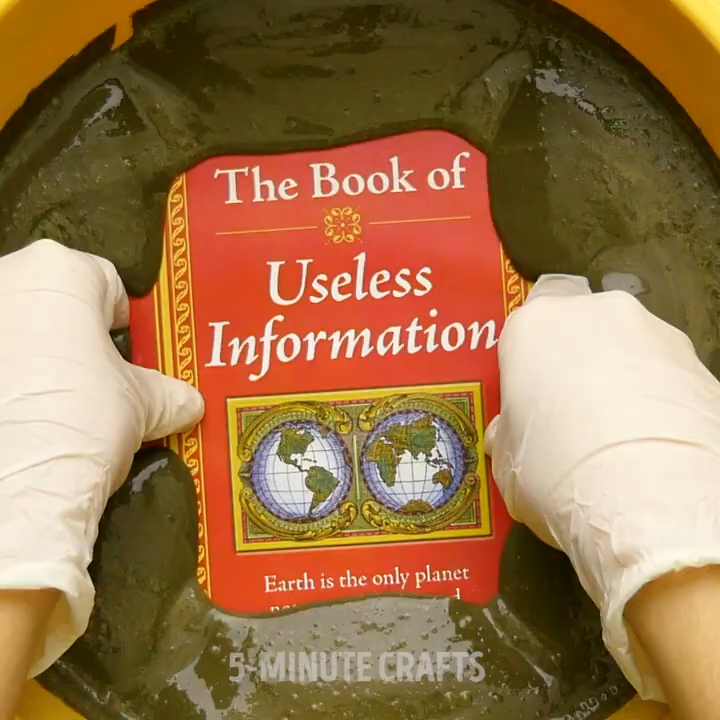 The Book of
Useless
Information
Earth is the only planet
5-MINUTE CRAFTS